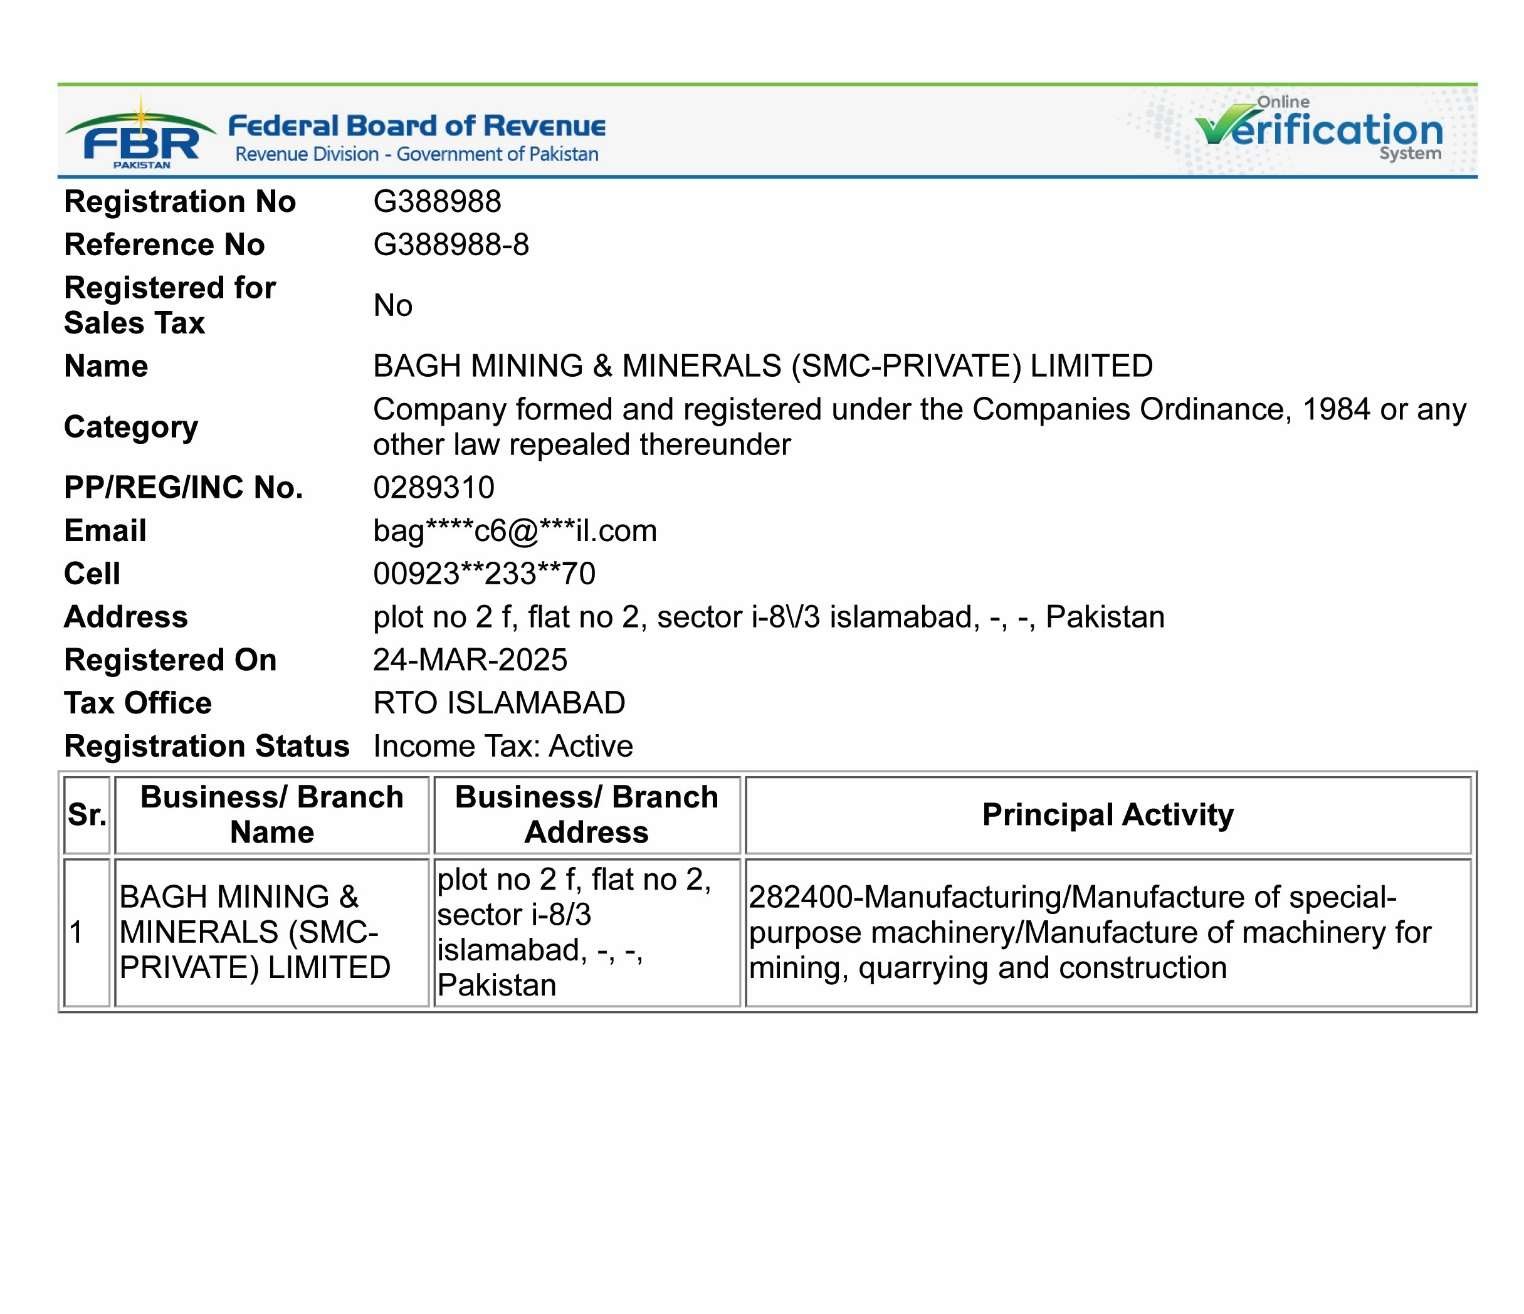 FBR
PAKISTAN
Federal Board of Revenue
Revenue Division - Government of Pakistan
Online
Verification
System
Registration No G388988
Reference No G388988-8
Registered for
Sales Tax
No
Name BAGH MINING & MINERALS (SMC-PRIVATE) LIMITED
Category
Company formed and registered under the Companies Ordinance, 1984 or any
other law repealed thereunder
PP/REG/INC No. 0289310
Email bag****c6@***il.com
Cell 00923**233**70
Address plot no 2 f, flat no 2, sector i-8\/3 islamabad, -, -, Pakistan
Registered On 24-MAR-2025
Tax Office RTO ISLAMABAD
Registration Status Income Tax: Active
Sr.
Business/ Branch
Name
Business/ Branch
Address
Principal Activity
1
BAGH MINING &
MINERALS (SMC-
PRIVATE) LIMITED
plot no 2 f, flat no 2,
sector i-8/3
islamabad, -, -,
Pakistan
282400-Manufacturing/Manufacture of special-
purpose machinery/Manufacture of machinery for
mining, quarrying and construction